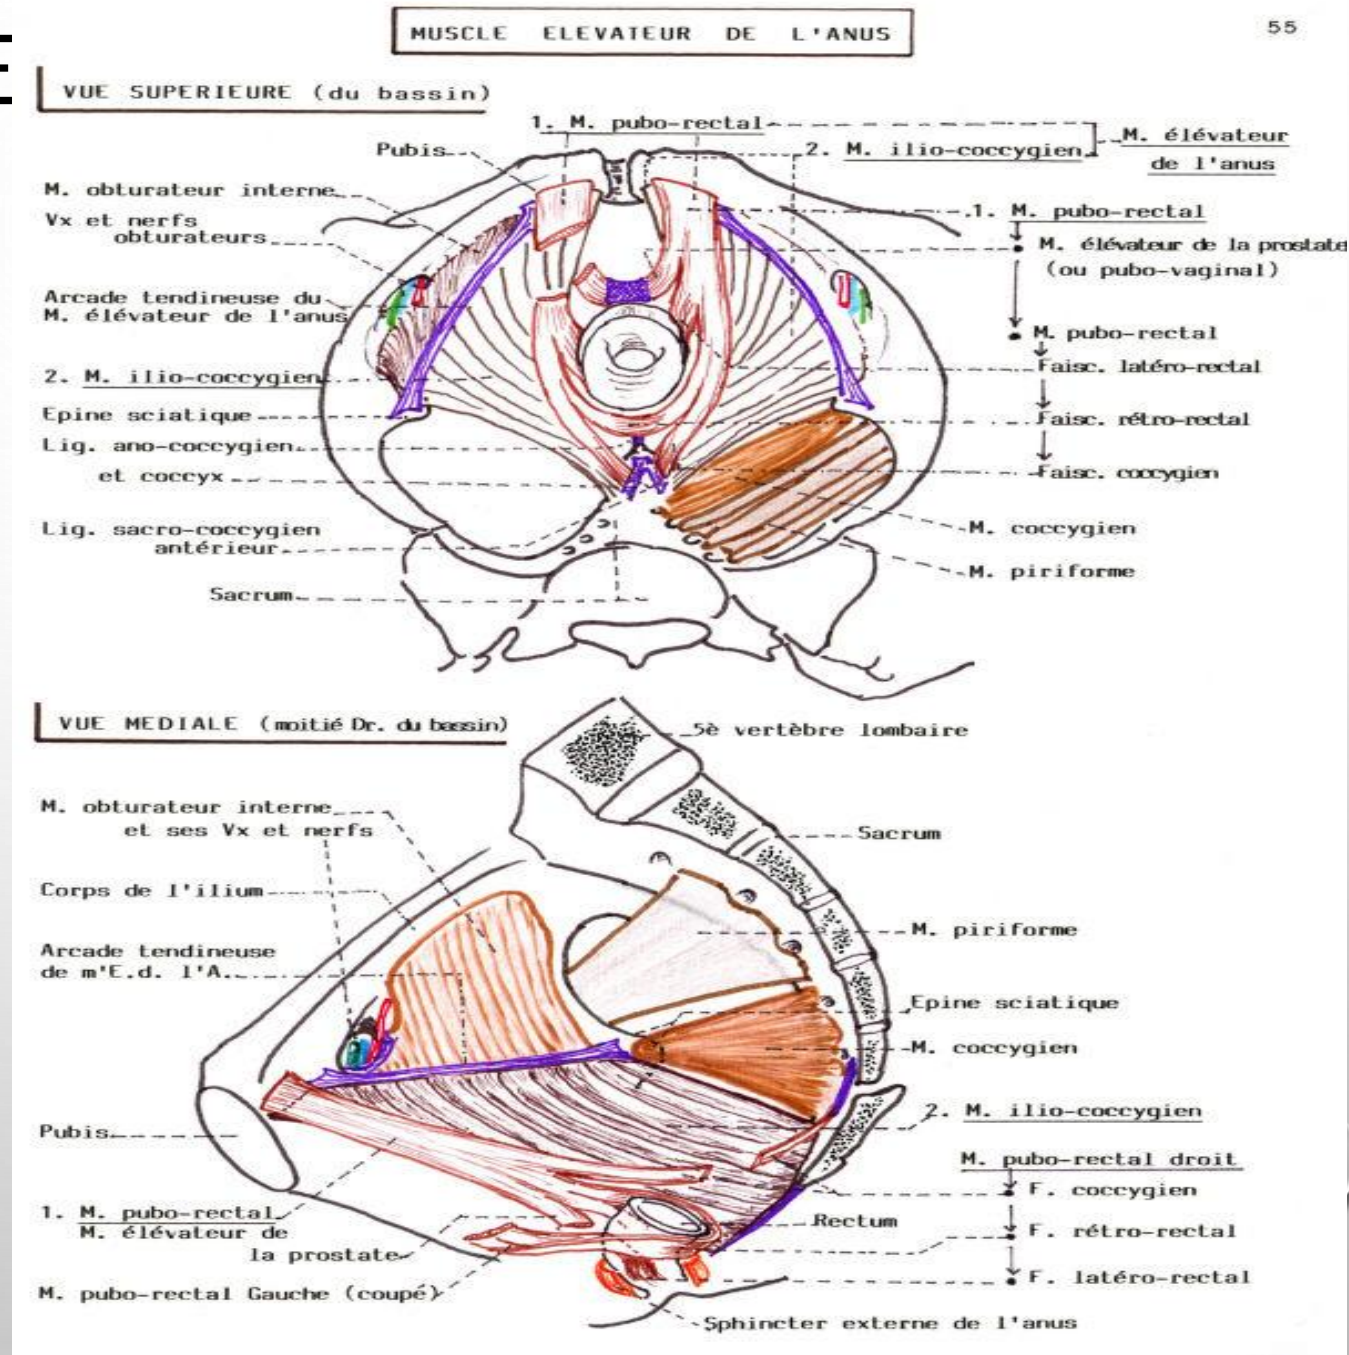 MUSCLE ELEVATEUR DE L'ANUS
55
VUE SUPERIEURE (du bassin)
1. M. pubo-rectal
2. M. ilio-coccygien
M. élévateur
de l'anus
Pubis
M. obturateur interne
Vx et nerfs
obturateurs
Arcade tendineuse du
M. élévateur de l'anus
2. M. ilio-coccygien
Epine sciatique
Lig. ano-coccygien
et coccyx
Lig. sacro-coccygien
antérieur
Sacrum
1. M. pubo-rectal
M. élévateur de la prostate
(ou pubo-vaginal)
M. pubo-rectal
Faisc. latéro-rectal
Faisc. rétro-rectal
Faisc. coccygien
M. coccygien
M. piriforme
VUE MEDIALE (moitié Dr. du bassin)
5è vertèbre lombaire
M. obturateur interne
et ses Vx et nerfs
Corps de l'ilium
Arcade tendineuse
de m'E.d. l'A.
Pubis
1. M. pubo-rectal
M. élévateur de
la prostate
M. pubo-rectal Gauche (coupé)
Sacrum
M. piriforme
Epine sciatique
M. coccygien
2. M. ilio-coccygien
M. pubo-rectal droit
F. coccygien
Rectum
F. rétro-rectal
F. latéro-rectal
Sphincter externe de l'anus